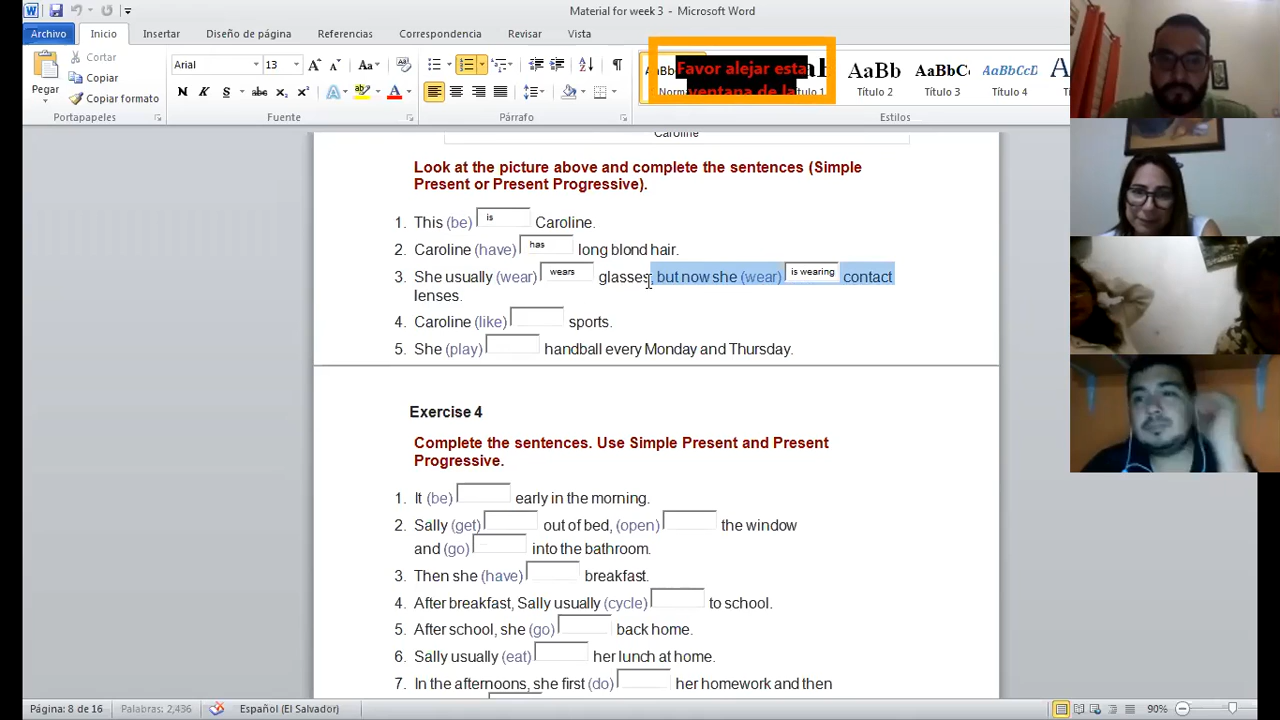 Material for week 3 - Microsoft Word
Archivo Inicio Insertar Diseño de página Referencias Correspondencia Revisar Vista
Cortar
Copiar
Copiar formato
Pegar
Portapapeles
Arial 13
Fuente
Párrafo
Favor alejar esta
ventana de la
AaBb AaBbC AaBbCcD
Título 2 Título 3 Título 4
Estilos
Caroline
Look at the picture above and complete the sentences (Simple
Present or Present Progressive).
1. This (be) is Caroline.
2. Caroline (have) has long blond hair.
3. She usually (wear) wears glasses, but now she (wear) is wearing contact
lenses.
4. Caroline (like) sports.
5. She (play) handball every Monday and Thursday.
Exercise 4
Complete the sentences. Use Simple Present and Present
Progressive.
1. It (be) early in the morning.
2. Sally (get) out of bed, (open) the window
and (go) into the bathroom.
3. Then she (have) breakfast.
4. After breakfast, Sally usually (cycle) to school.
5. After school, she (go) back home.
6. Sally usually (eat) her lunch at home.
7. In the afternoons, she first (do) her homework and then
Página: 8 de 16 Palabras: 2,436 Español (El Salvador) 90%